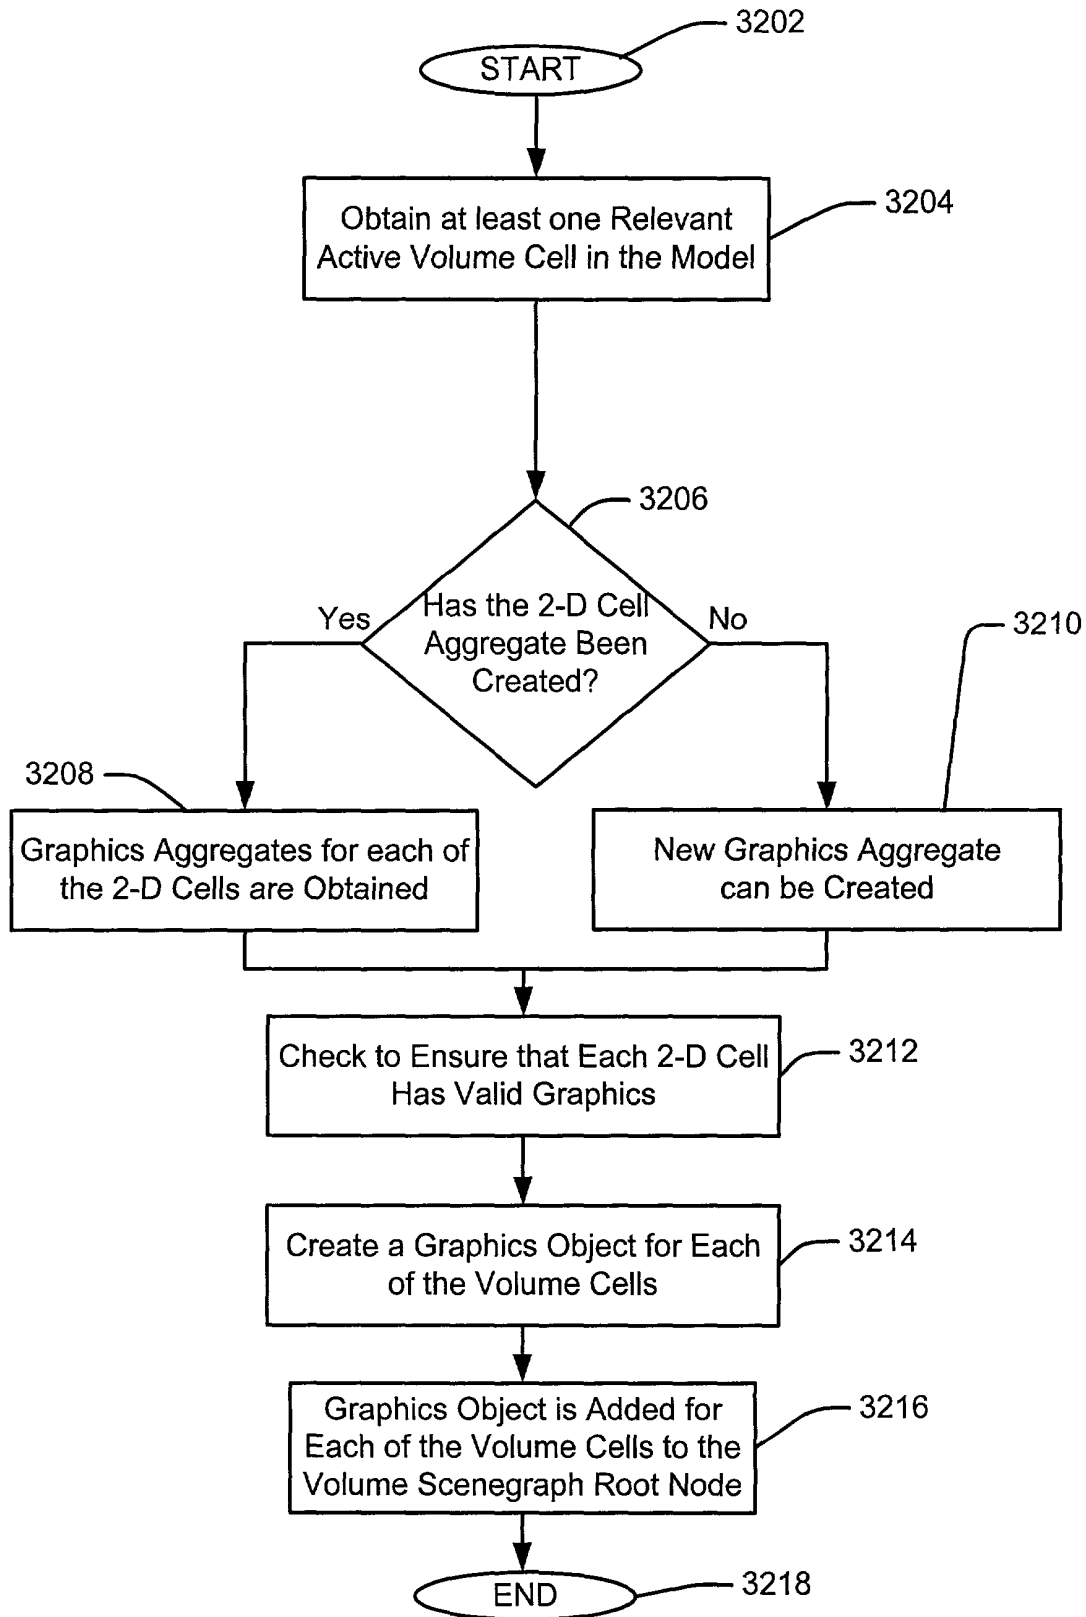 3202
START
3204
Obtain at least one Relevant
Active Volume Cell in the Model
3206
Has the 2-D Cell
Aggregate Been
Created?
Yes
No
3208
3210
Graphics Aggregates for each of
the 2-D Cells are Obtained
New Graphics Aggregate
can be Created
Check to Ensure that Each 2-D Cell
Has Valid Graphics
3212
Create a Graphics Object for Each
of the Volume Cells
3214
Graphics Object is Added for
Each of the Volume Cells to the
Volume Scenegraph Root Node
3216
END
3218